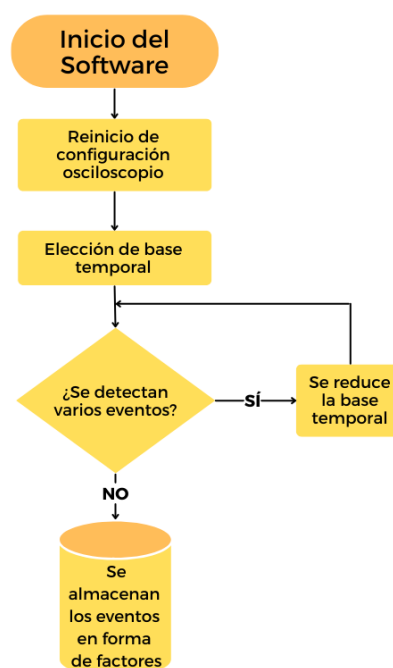 Inicio del
Software
Reinicio de
configuración
osciloscopio
Elección de base
temporal
¿Se detectan
varios eventos?
SÍ
Se reduce
la base
temporal
NO
Se
almacenan
los eventos
en forma
de factores